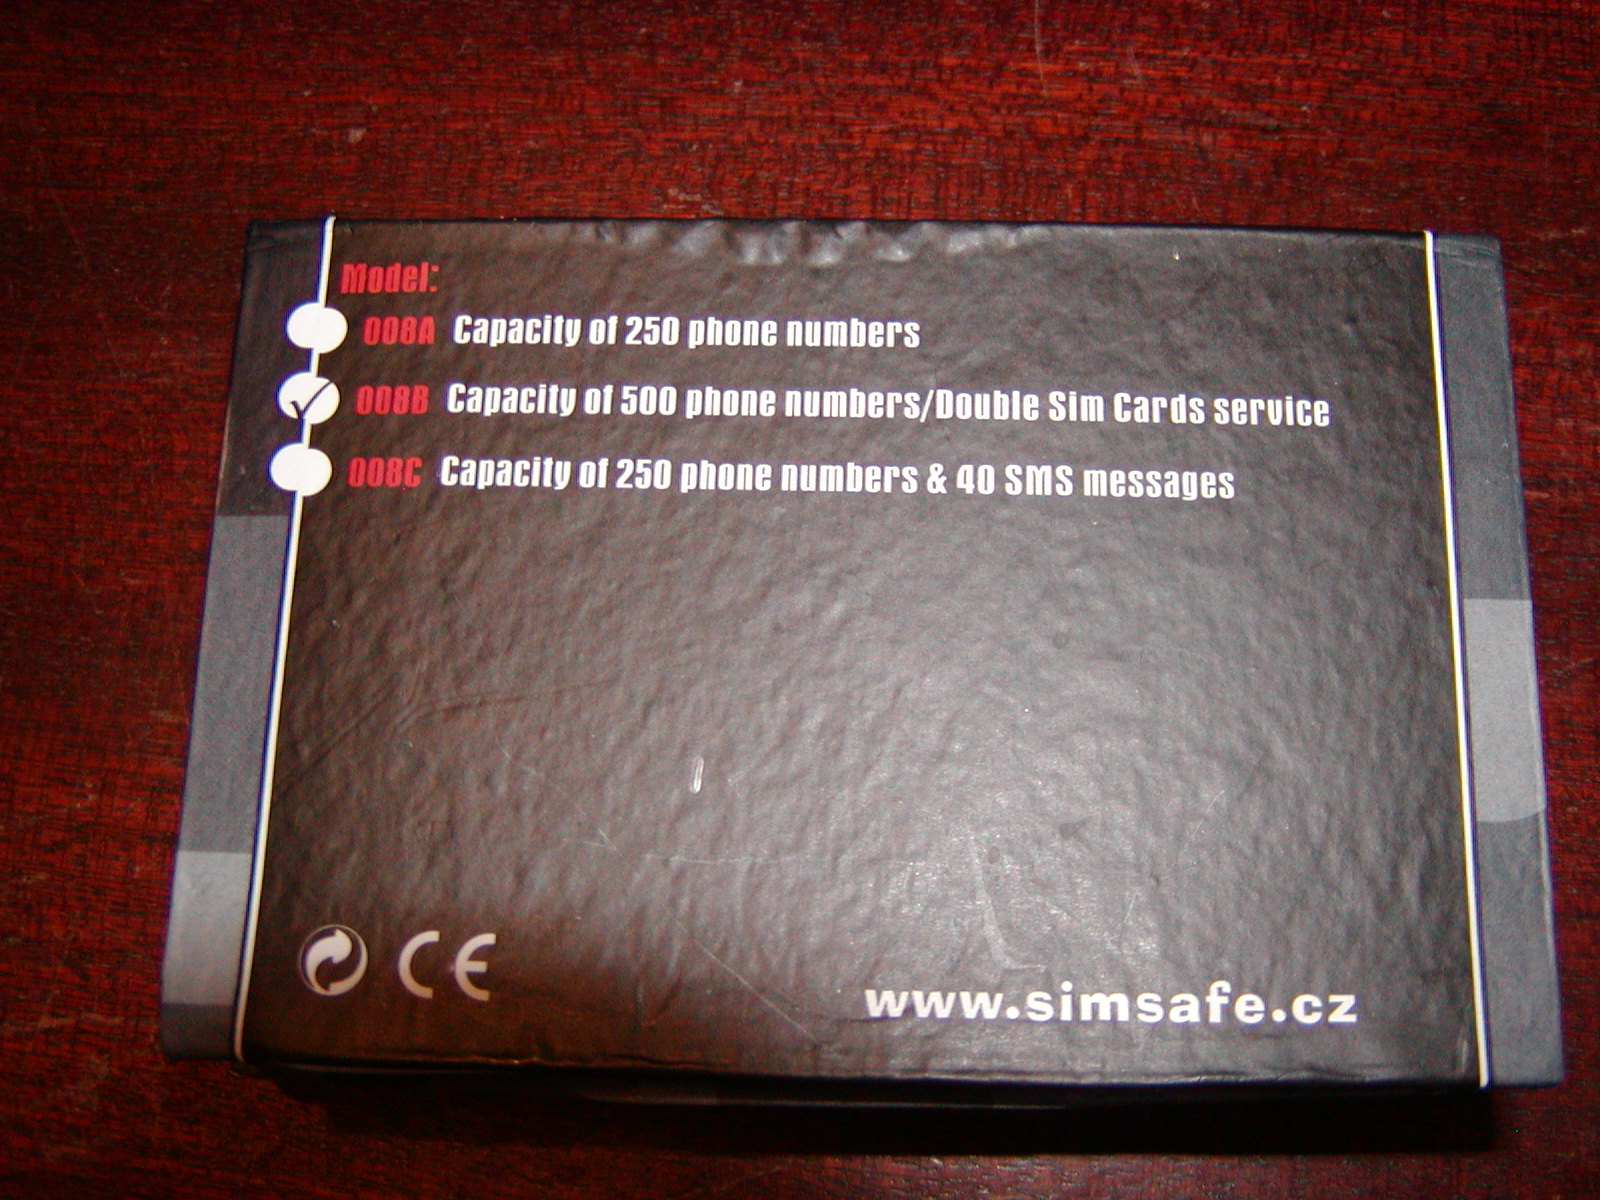 Model:
008A Capacity of 250 phone numbers
008B Capacity of 500 phone numbers/Double Sim Cards service
008C Capacity of 250 phone numbers & 40 SMS messages
CE
www.simsafe.cz